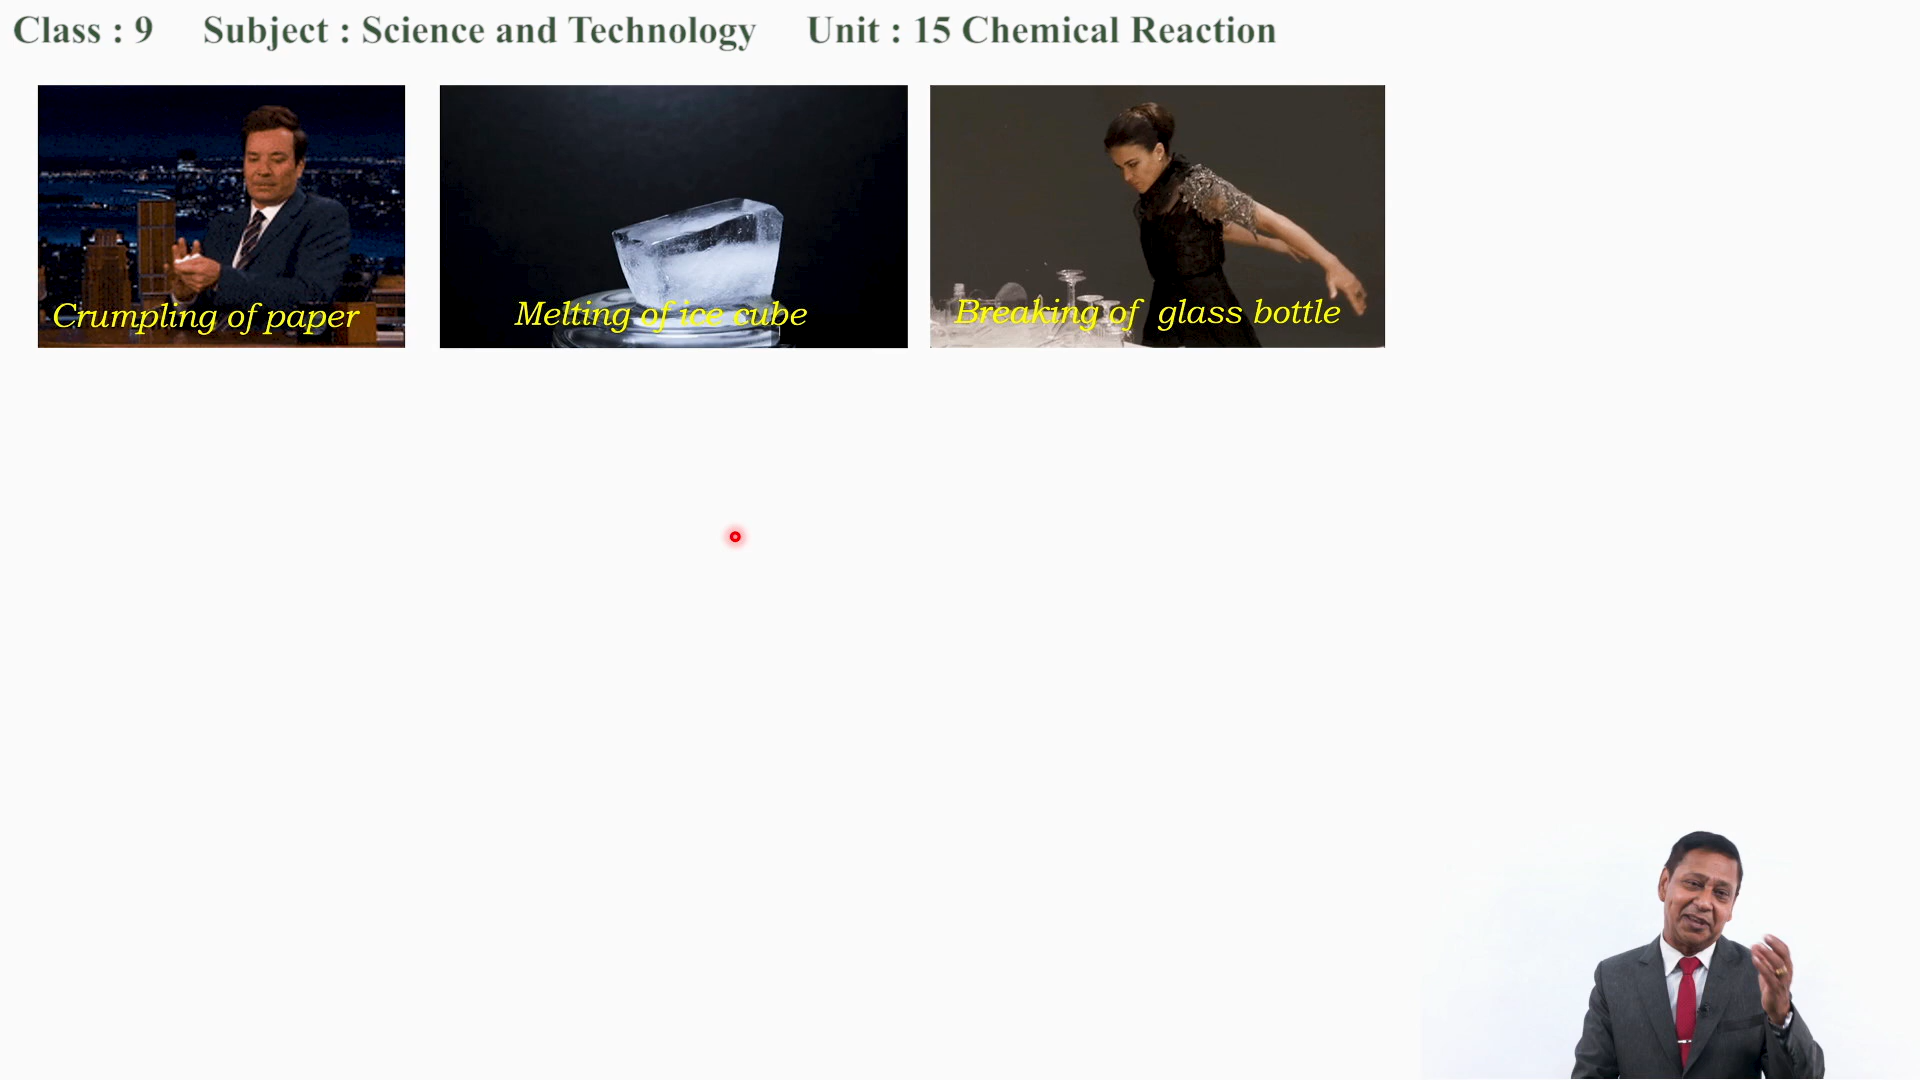 Class : 9 Subject : Science and Technology Unit : 15 Chemical Reaction
Crumpling of paper
Melting of ice cube
Breaking of glass bottle